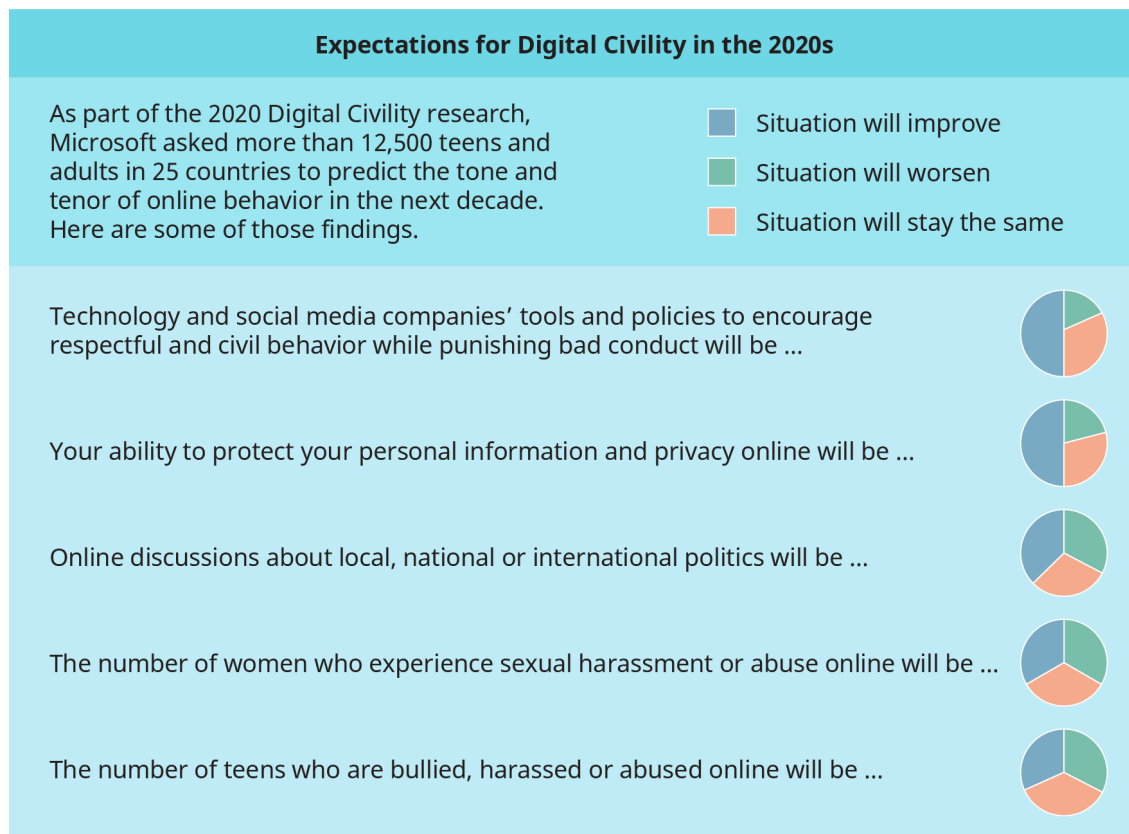 Expectations for Digital Civility in the 2020s
As part of the 2020 Digital Civility research,
Microsoft asked more than 12,500 teens and
adults in 25 countries to predict the tone and
tenor of online behavior in the next decade.
Here are some of those findings.
Situation will improve
Situation will worsen
Situation will stay the same
Technology and social media companies’ tools and policies to encourage
respectful and civil behavior while punishing bad conduct will be ...
Your ability to protect your personal information and privacy online will be ...
Online discussions about local, national or international politics will be ...
The number of women who experience sexual harassment or abuse online will be ...
The number of teens who are bullied, harassed or abused online will be ...